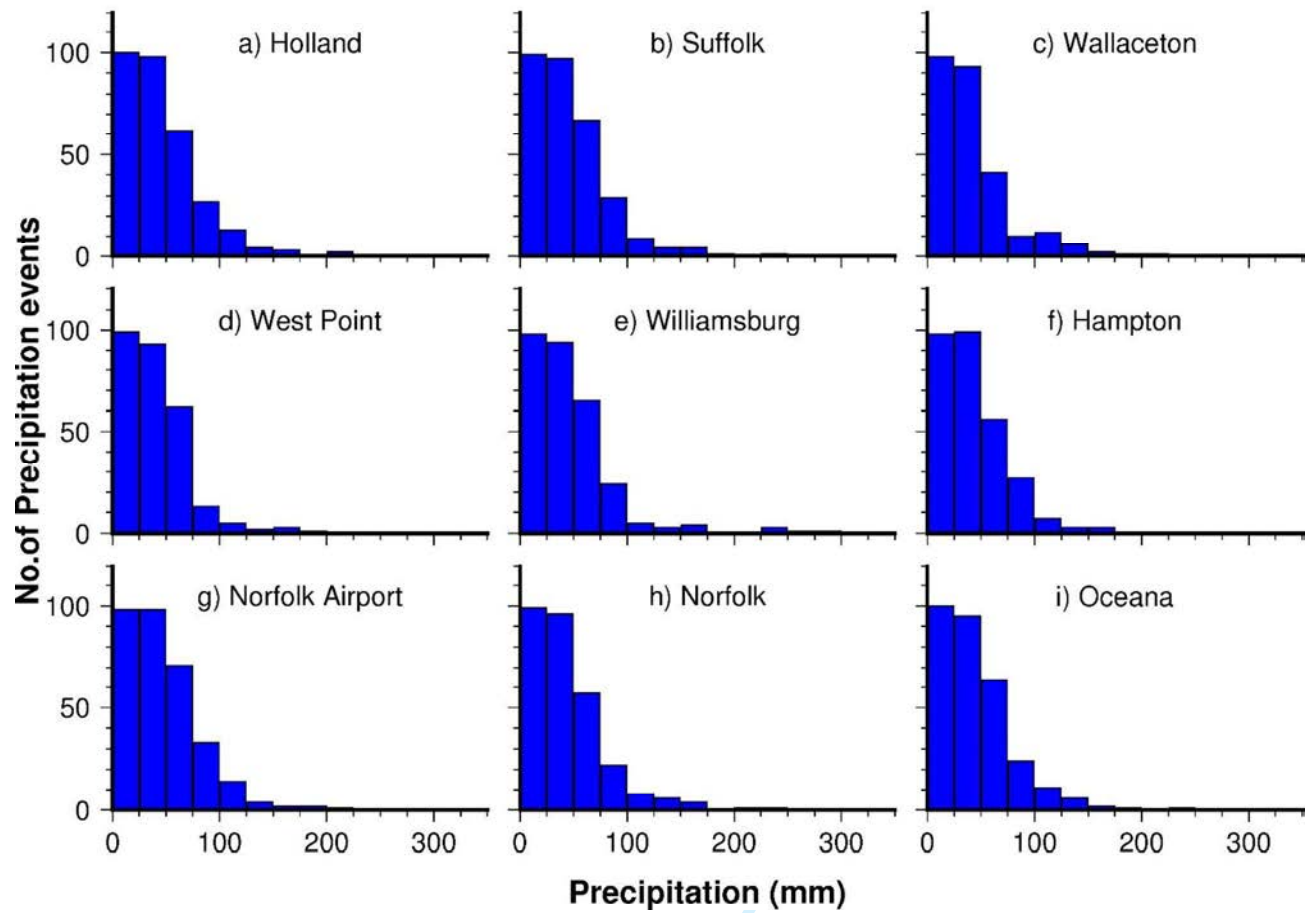 a) Holland
b) Suffolk
c) Wallaceton
100
50
0
d) West Point
e) Williamsburg
f) Hampton
100
50
0
g) Norfolk Airport
h) Norfolk
i) Oceana
100
50
0
0 100 200 300
0 100 200 300
0 100 200 300
No.of Precipitation events
Precipitation (mm)